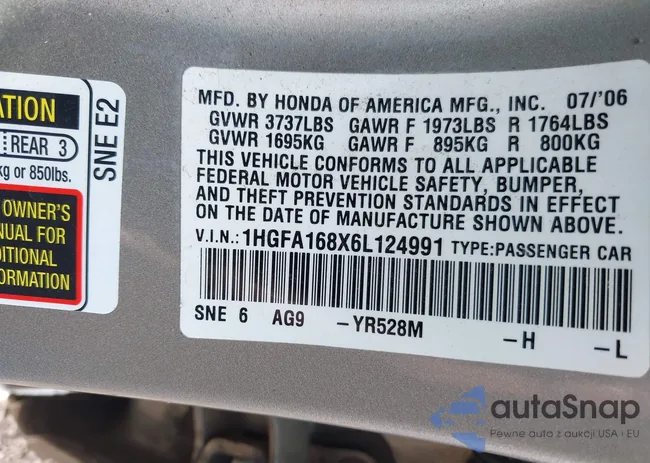 ATION
REAR 3
kg or 850lbs.
OWNER'S
NUAL FOR
DITIONAL
FORMATION
SNE E2
MFD. BY HONDA OF AMERICA MFG., INC. 07/'06
GVWR 3737LBS GAWR F 1973LBS R 1764LBS
GVWR 1695KG GAWR F 895KG R 800KG
THIS VEHICLE CONFORMS TO ALL APPLICABLE
FEDERAL MOTOR VEHICLE SAFETY, BUMPER,
AND THEFT PREVENTION STANDARDS IN EFFECT
ON THE DATE OF MANUFACTURE SHOWN ABOVE.
V.I.N.: 1HGFA168X6L124991 TYPE:PASSENGER CAR
SNE 6 AG9 -YR528M -H -L
autaSnap
Pewne auta z aukcji USA i EU